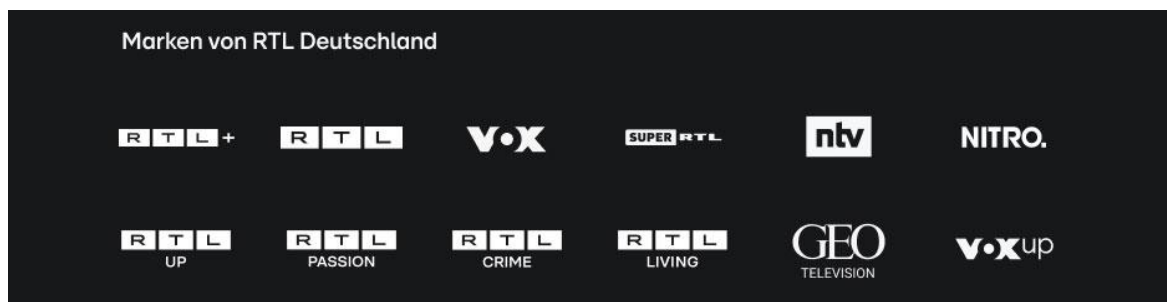 Marken von RTL Deutschland
RTL+ RTL VOX SUPER RTL ntv NITRO.
RTL UP RTL PASSION RTL CRIME RTL LIVING GEO TELEVISION VOXup